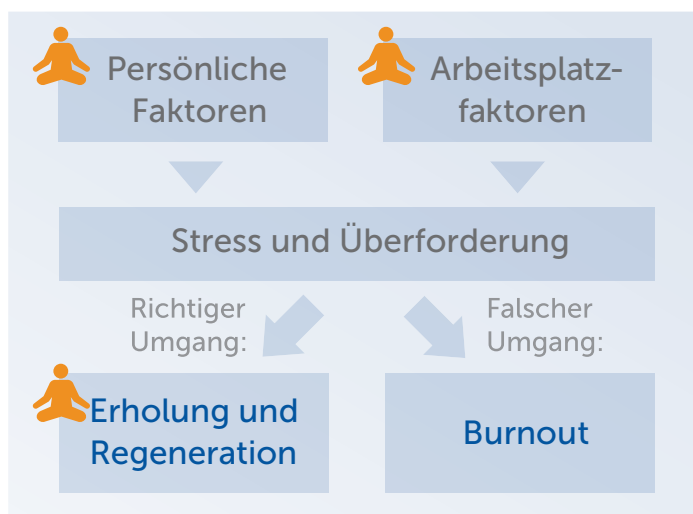 Persönliche
Faktoren
Arbeitsplatz-
faktoren
Stress und Überforderung
Richtiger
Umgang:
Falscher
Umgang:
Erholung und
Regeneration
Burnout